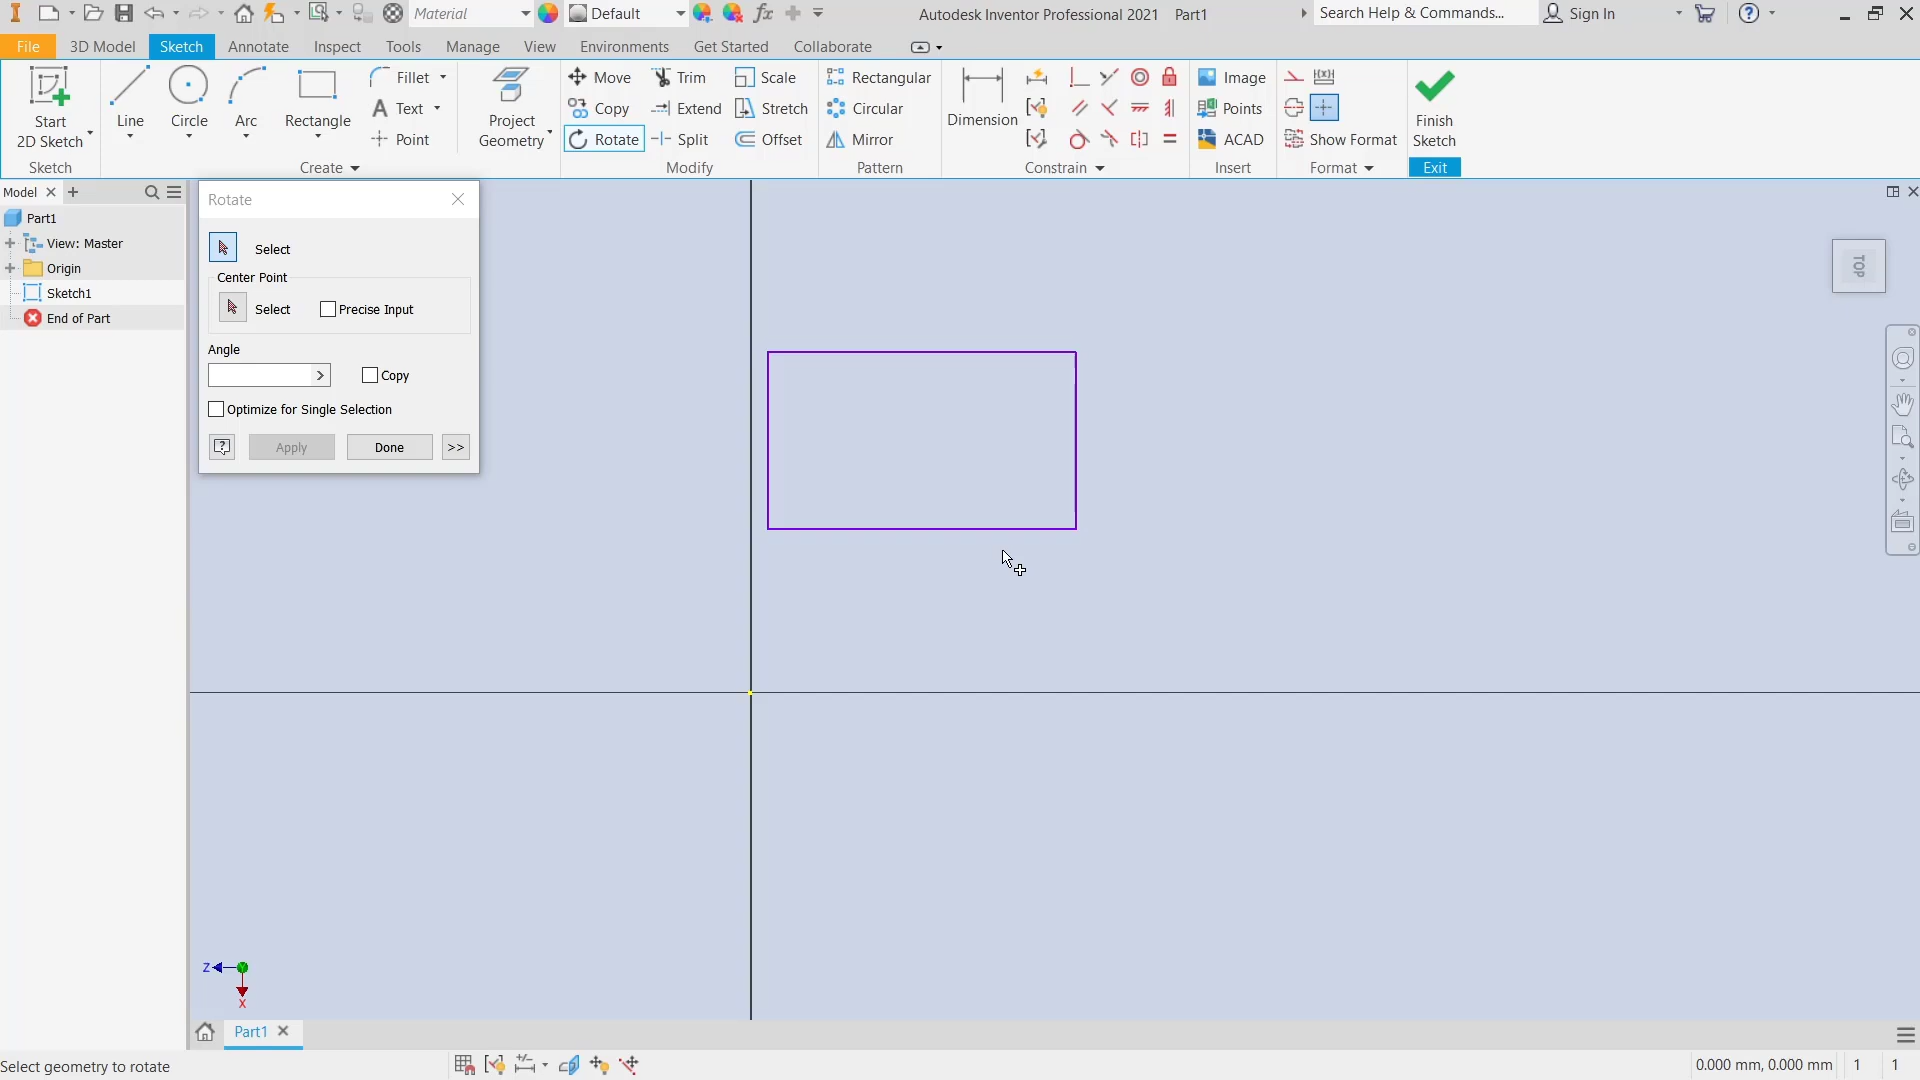 Material
Default
Autodesk Inventor Professional 2021 Part1
Search Help & Commands...
Sign In
File 3D Model Sketch Annotate Inspect Tools Manage View Environments Get Started Collaborate
Start
2D Sketch
Line
Circle
Arc
Rectangle
Fillet
Text
Point
Project
Geometry
Move
Copy
Rotate
Trim
Extend
Split
Scale
Stretch
Offset
Rectangular
Circular
Mirror
Dimension
Image
Points
ACAD
Show Format
Finish
Sketch
Sketch
Create
Modify
Pattern
Constrain
Insert
Format
Exit
Model
Part1
View: Master
Origin
Sketch1
End of Part
Rotate
Select
Center Point
Select
Precise Input
Angle
Copy
Optimize for Single Selection
Apply
Done
>>
TOP
Z
X
Part1
Select geometry to rotate
0.000 mm, 0.000 mm 1 1